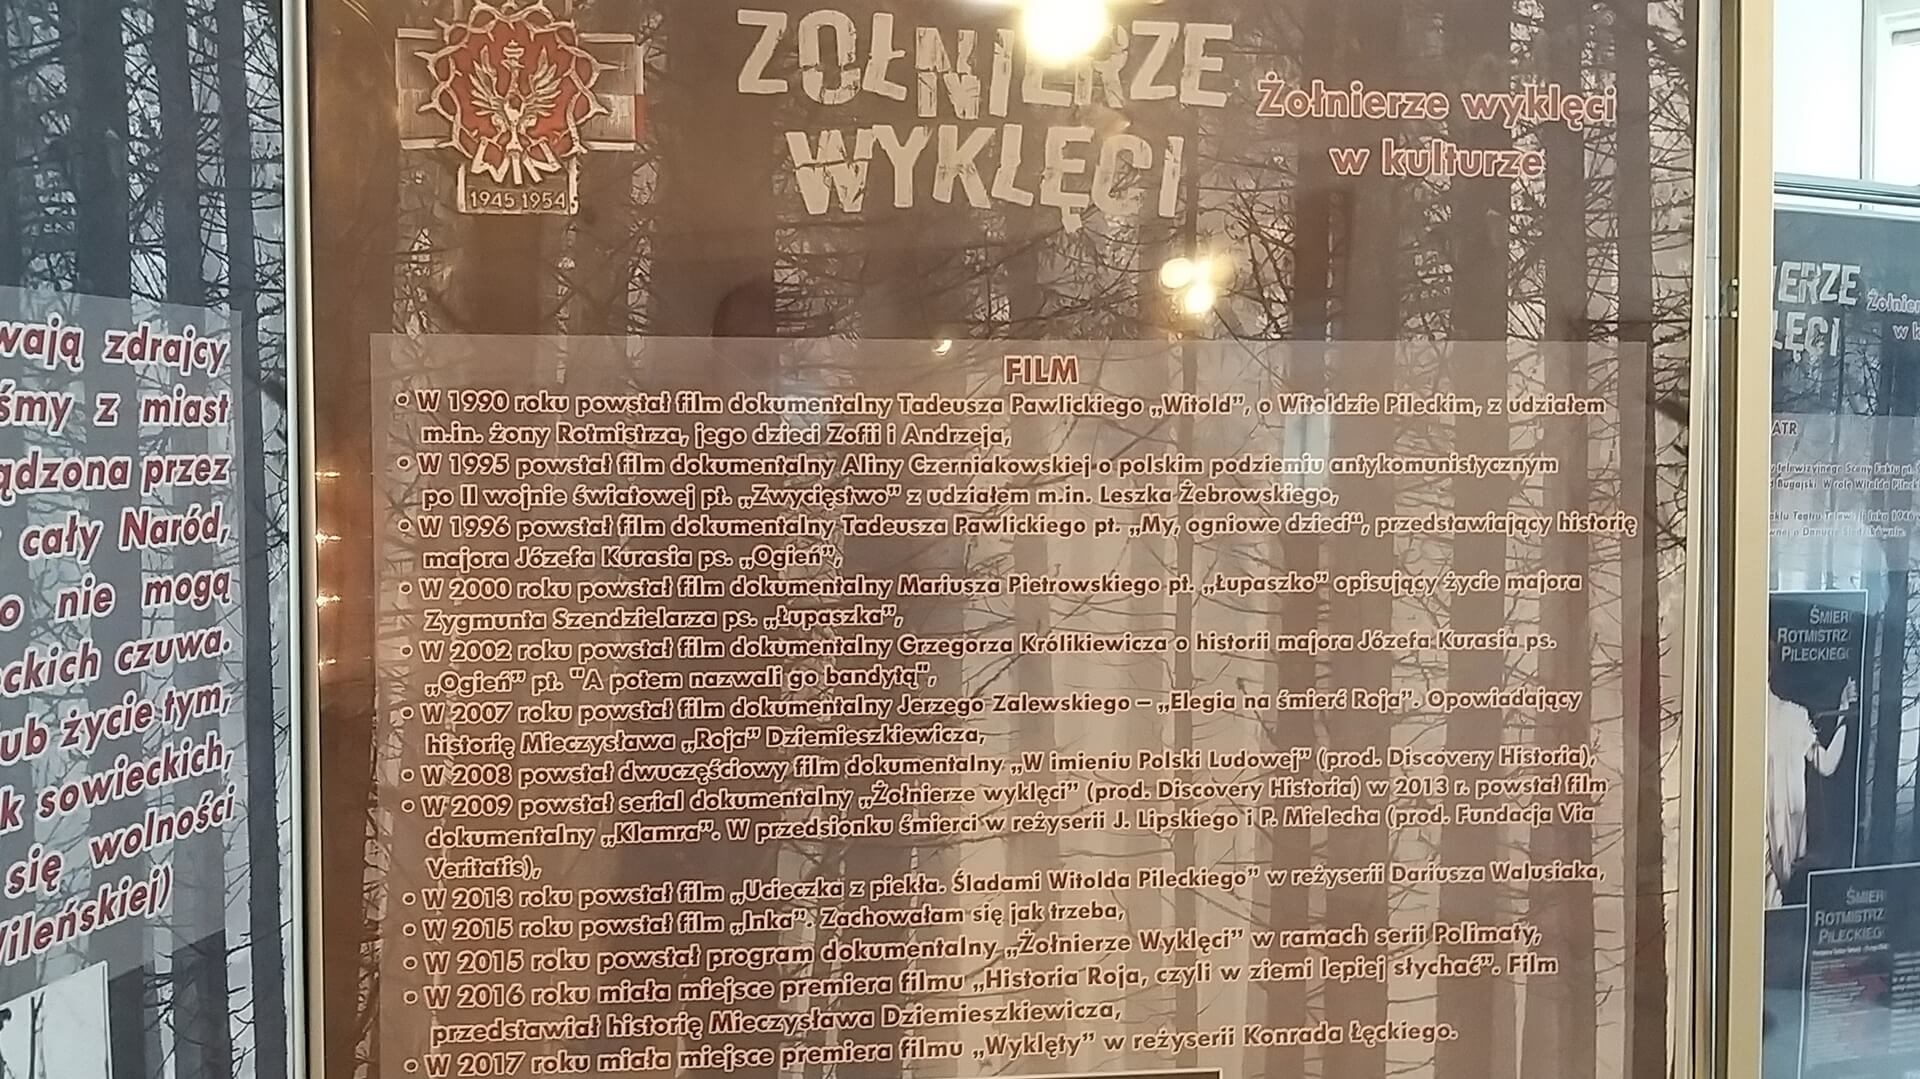 WiN
1945 1954
ŻOŁNIERZE
WYKLĘCI
Żołnierze wyklęci
w kulturze
FILM
W 1990 roku powstał film dokumentalny Tadeusza Pawlickiego „Witold”, o Witoldzie Pileckim, z udziałem
m.in. żony Rotmistrza, jego dzieci Zofii i Andrzeja,
W 1995 powstał film dokumentalny Aliny Czerniakowskiej o polskim podziemiu antykomunistycznym
po II wojnie światowej pt. „Zwycięstwo” z udziałem m.in. Leszka Żebrowskiego,
W 1996 powstał film dokumentalny Tadeusza Pawlickiego pt. „My, ogniowe dzieci“, przedstawiający historię
majora Józefa Kurasia ps. „Ogień”,
W 2000 roku powstał film dokumentalny Mariusza Pietrowskiego pt. „Łupaszko” opisujący życie majora
Zygmunta Szendzielarza ps. „Łupaszka”,
W 2002 roku powstał film dokumentalny Grzegorza Królikiewicza o historii majora Józefa Kurasia ps.
„Ogień” pt. "A potem nazwali go bandytą",
W 2007 roku powstał film dokumentalny Jerzego Zalewskiego – „Elegia na śmierć Roja”. Opowiadający
historię Mieczysława „Roja” Dziemieszkiewicza,
W 2008 powstał dwuczęściowy film dokumentalny „W imieniu Polski Ludowej” (prod. Discovery Historia),
W 2009 powstał serial dokumentalny „Żołnierze wyklęci” (prod. Discovery Historia) w 2013 r. powstał film
dokumentalny „Klamra”. W przedsionku śmierci w reżyserii J. Lipskiego i P. Mielecha (prod. Fundacja Via
Veritatis),
W 2013 roku powstał film „Ucieczka z piekła. Śladami Witolda Pileckiego” w reżyserii Dariusza Walusiaka,
W 2015 roku powstał film „Inka”. Zachowałam się jak trzeba,
W 2015 roku powstał program dokumentalny „Żołnierze Wyklęci” w ramach serii Polimaty,
W 2016 roku miała miejsce premiera filmu „Historia Roja, czyli w ziemi lepiej słychać”. Film
przedstawiał historię Mieczysława Dziemieszkiewicza,
W 2017 roku miała miejsce premiera filmu „Wyklęty” w reżyserii Konrada Łęckiego.
wają zdrajcy
śmy z miast
ądzona przez
cały Naród,
o nie mogą
ckich czuwa.
ub życie tym,
k sowieckich,
się wolności
Wileńskiej)
IERZE
LĘCI
Żołnier
w k
ATR
ŚMIER
ROTMISTRZ
PILECKIEG
ŚMIER
ROTMISTRZ
PILECKIEG